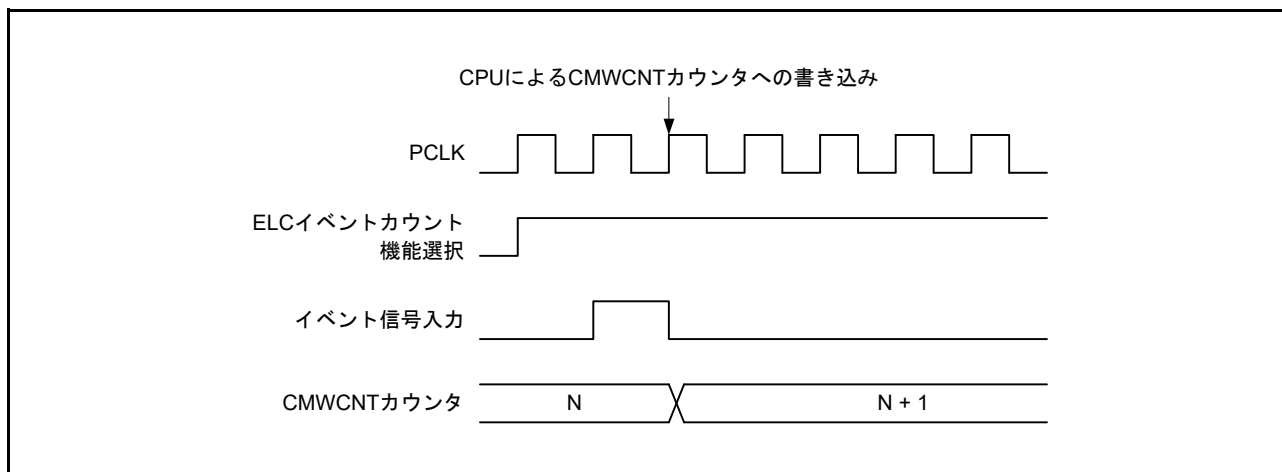 CPUによるCMWCNTカウンタへの書き込み
PCLK
ELCイベントカウント
機能選択
イベント信号入力
CMWCNTカウンタ
N
N + 1